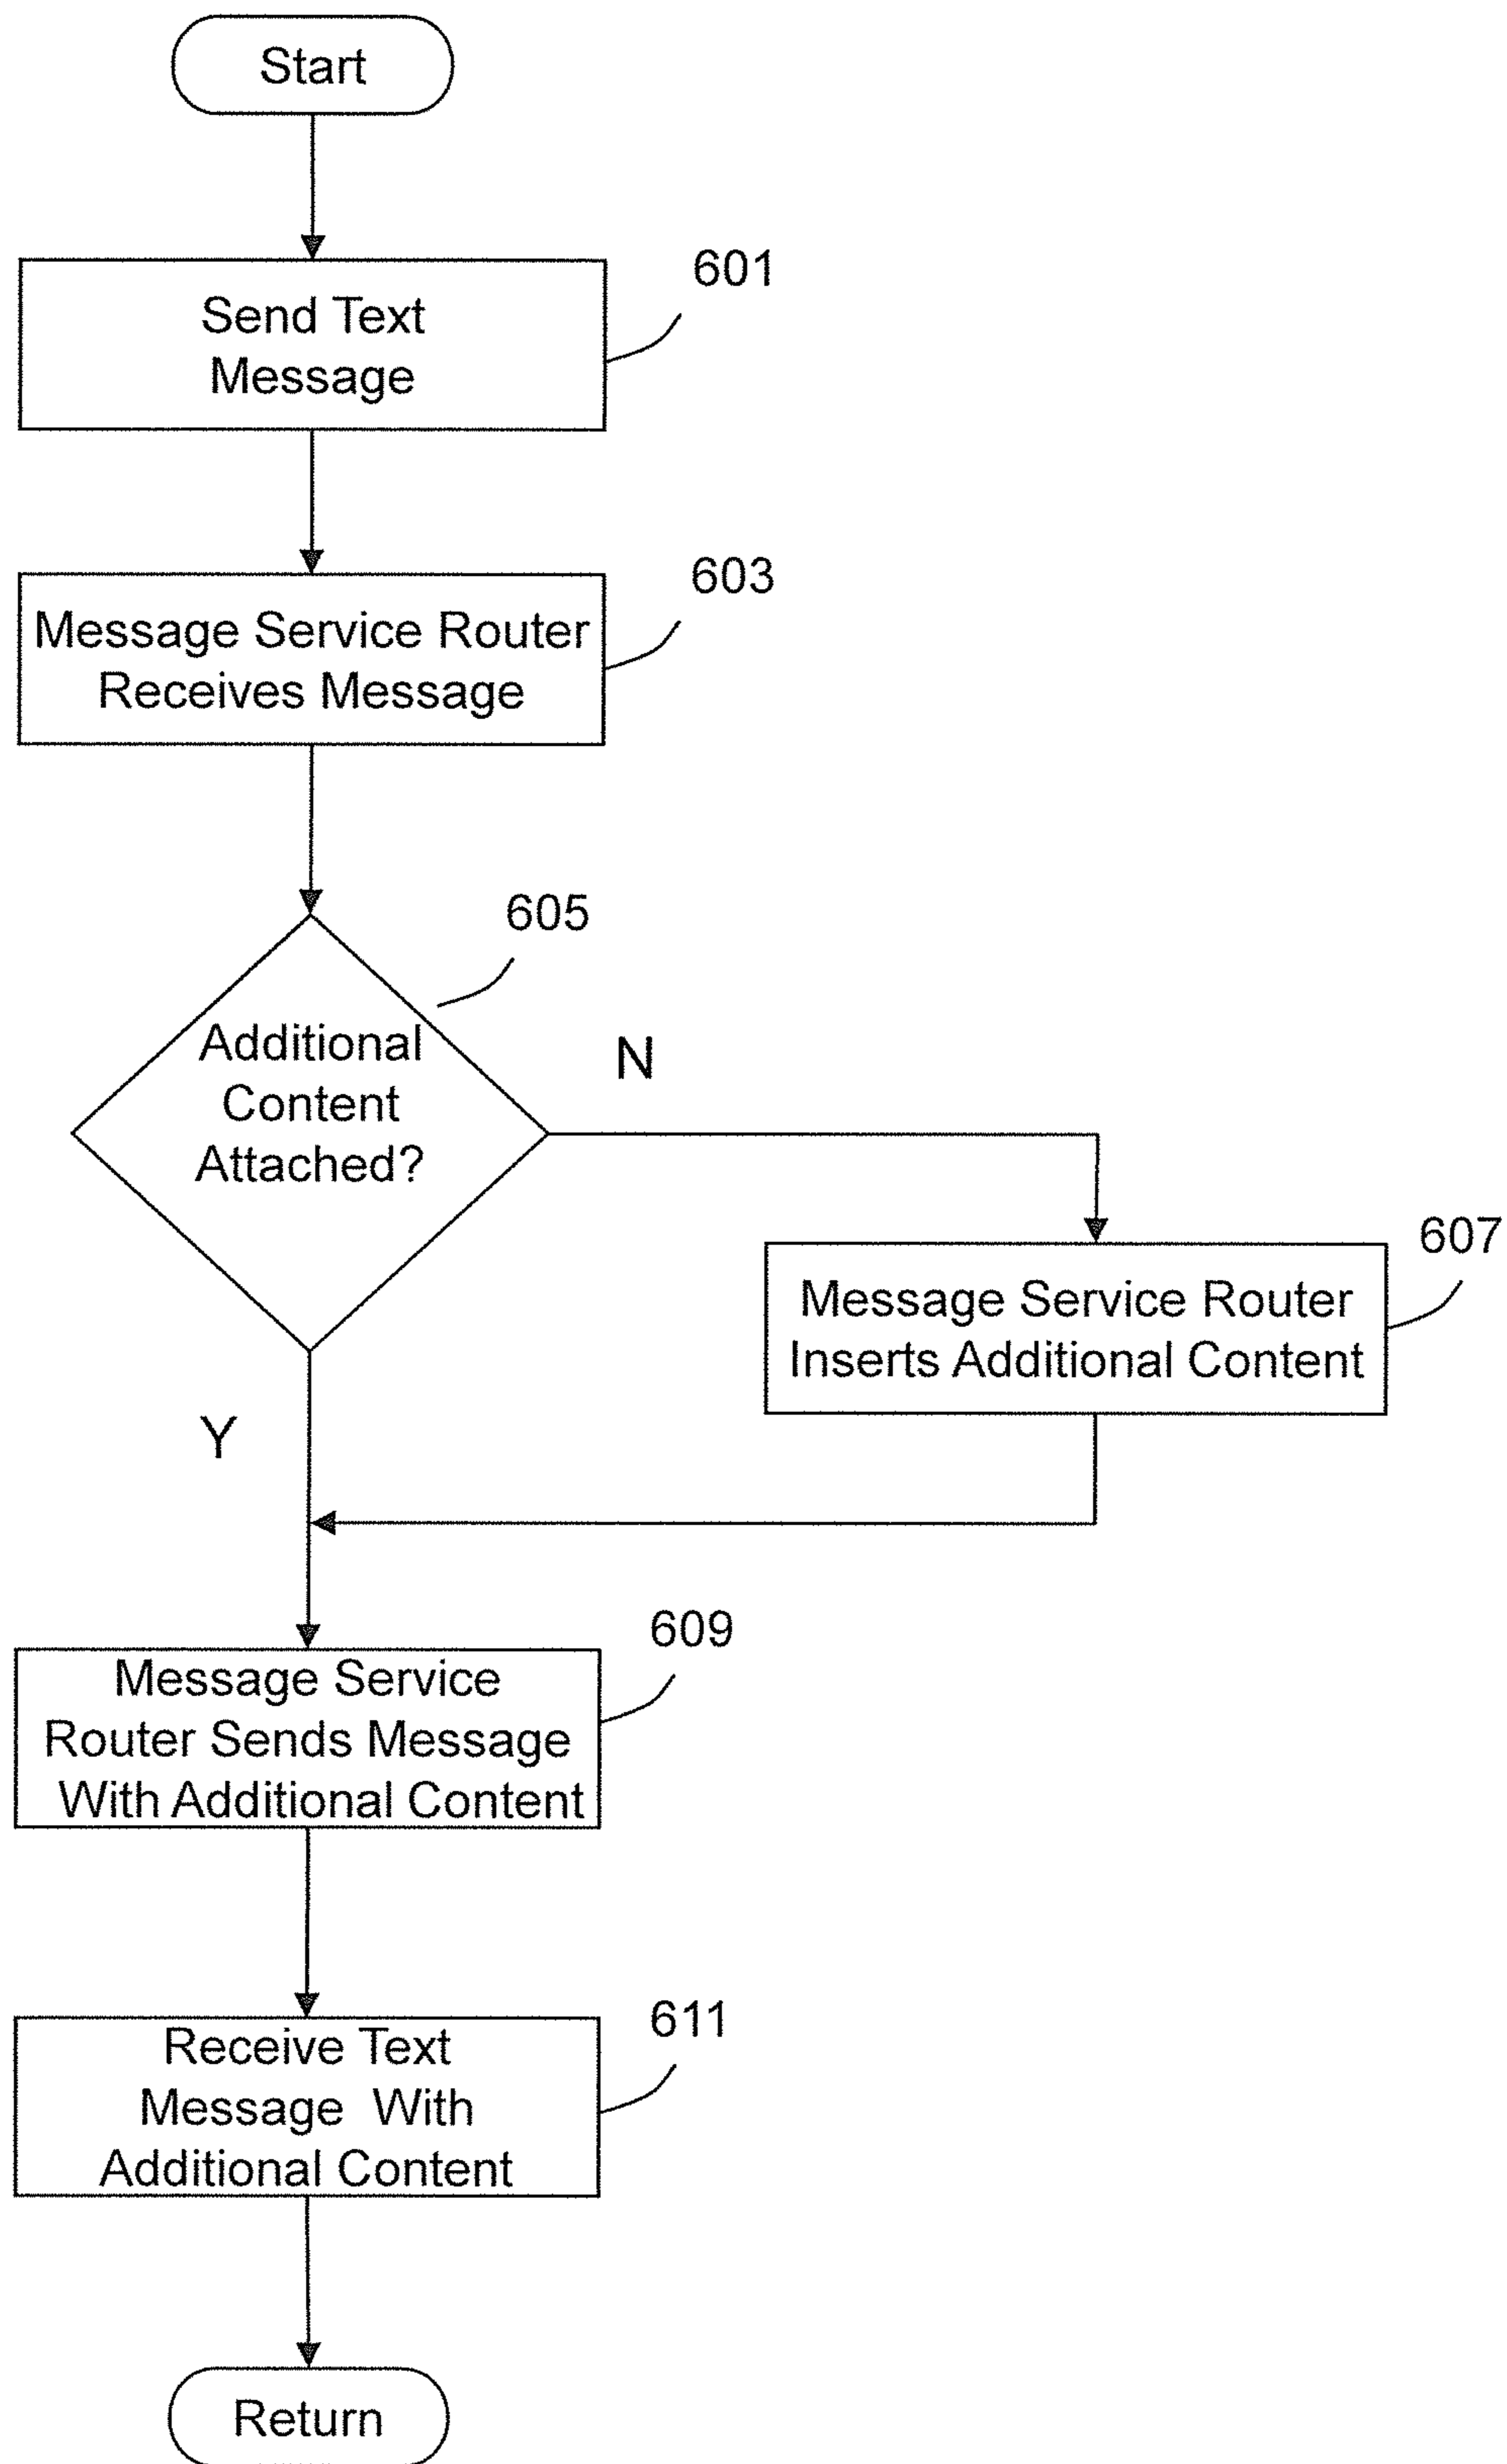 Start
601
Send Text
Message
603
Message Service Router
Receives Message
605
Additional
Content
Attached?
N
607
Message Service Router
Inserts Additional Content
Y
609
Message Service
Router Sends Message
With Additional Content
611
Receive Text
Message With
Additional Content
Return